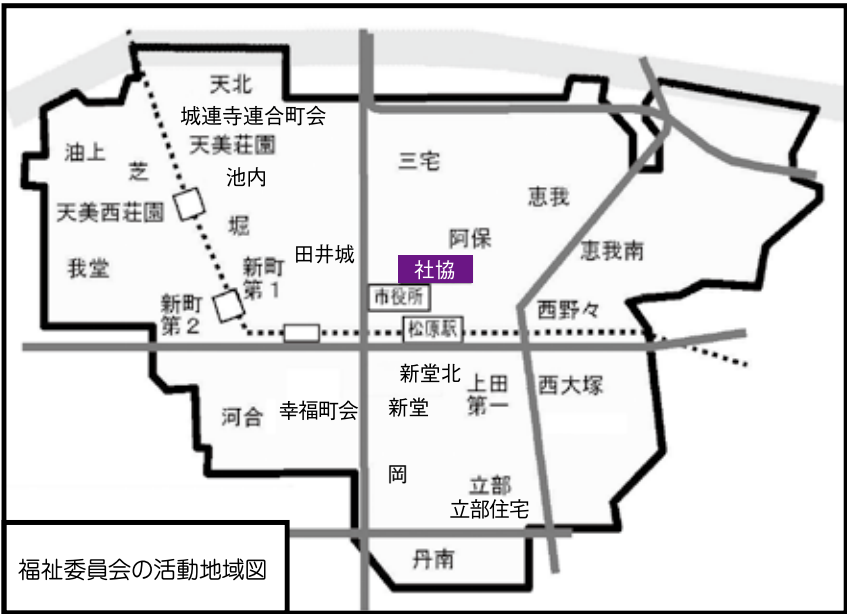 天北
城連寺連合町会
天美荘園
油上
芝
池内
三宅
天美西荘園
恵我
堀
阿保
田井城
恵我南
我堂
新町
第１
社協
市役所
新町
第２
西野々
松原駅
新堂北
上田
第一
西大塚
河合
幸福町会
新堂
岡
立部
立部住宅
丹南
福祉委員会の活動地域図